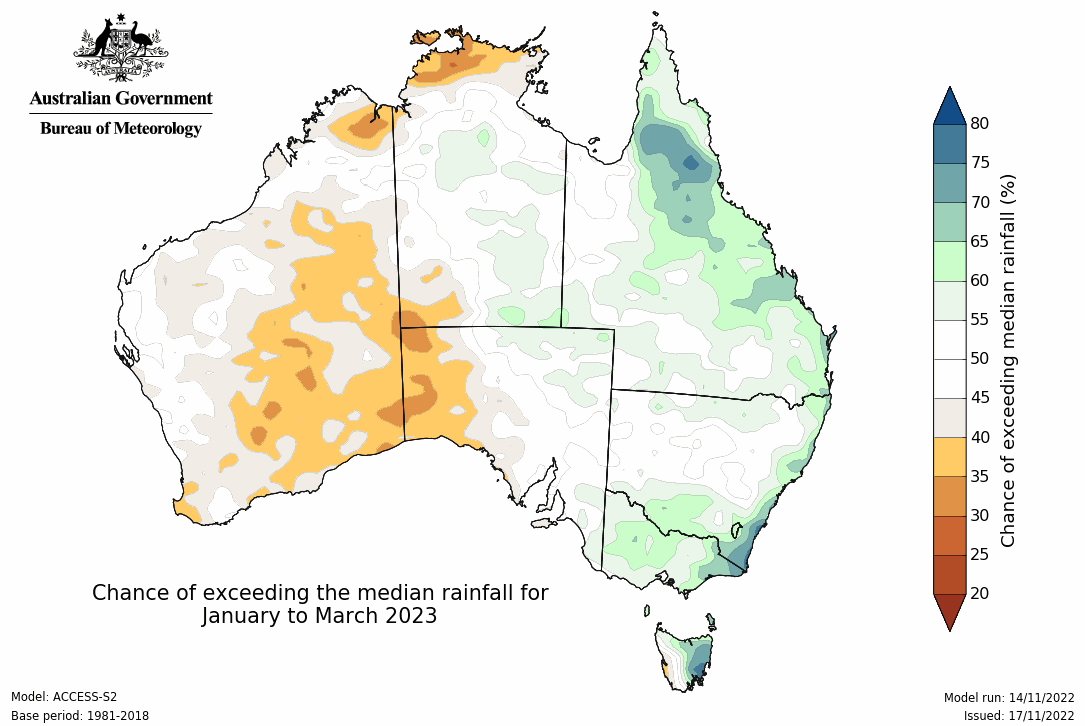 AUSTRALIA
Australian Government
Bureau of Meteorology
80
75
70
65
60
55
50
45
40
35
30
25
20
Chance of exceeding median rainfall (%)
Chance of exceeding the median rainfall for
January to March 2023
Model: ACCESS-S2
Base period: 1981-2018
Model run: 14/11/2022
Issued: 17/11/2022